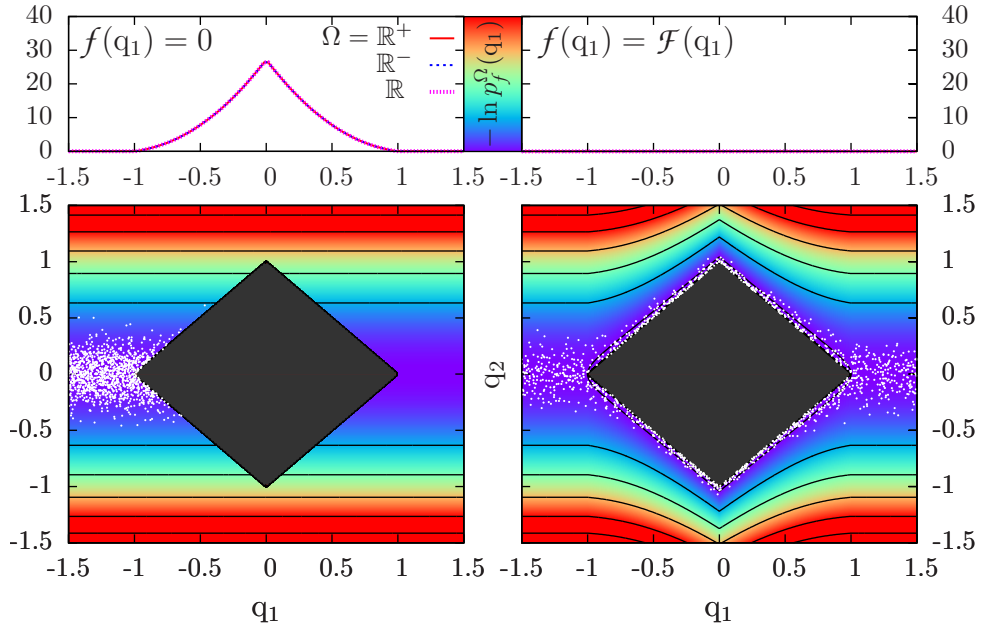 40 30 20 10 0
f(q₁) = 0
Ω = ℝ⁺
ℝ⁻
ℝ
− ln p_f^Ω(q₁)
f(q₁) = ℱ(q₁)
40 30 20 10 0
-1.5 -1 -0.5 0 0.5 1 1.5
-1.5 -1 -0.5 0 0.5 1 1.5
1.5 1 0.5 0 -0.5 -1 -1.5
q₂
1.5 1 0.5 0 -0.5 -1 -1.5
-1.5 -1 -0.5 0 0.5 1 1.5
-1.5 -1 -0.5 0 0.5 1 1.5
q₁
q₁